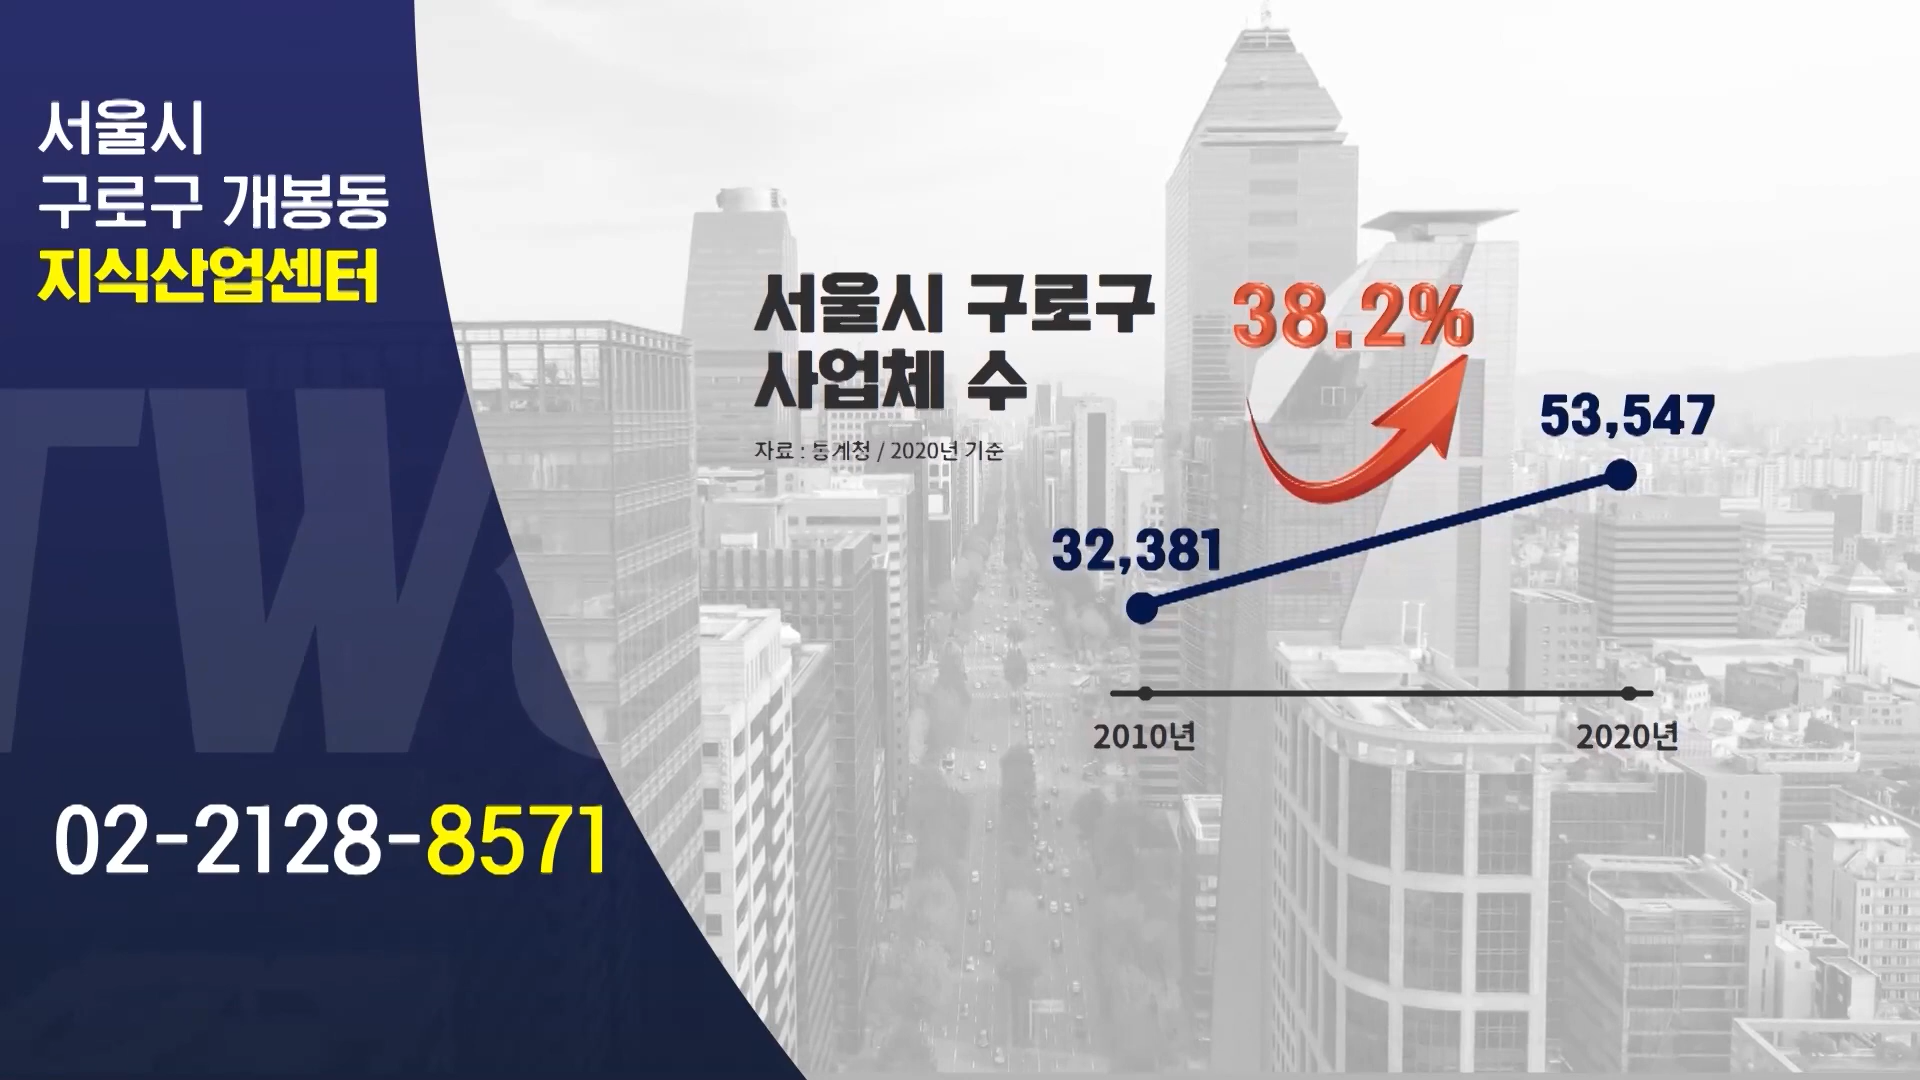 서울시
구로구 개봉동
지식산업센터
TW
02-2128-8571
서울시 구로구
사업체 수
자료 : 통계청 / 2020년 기준
38.2%
32,381
53,547
2010년
2020년